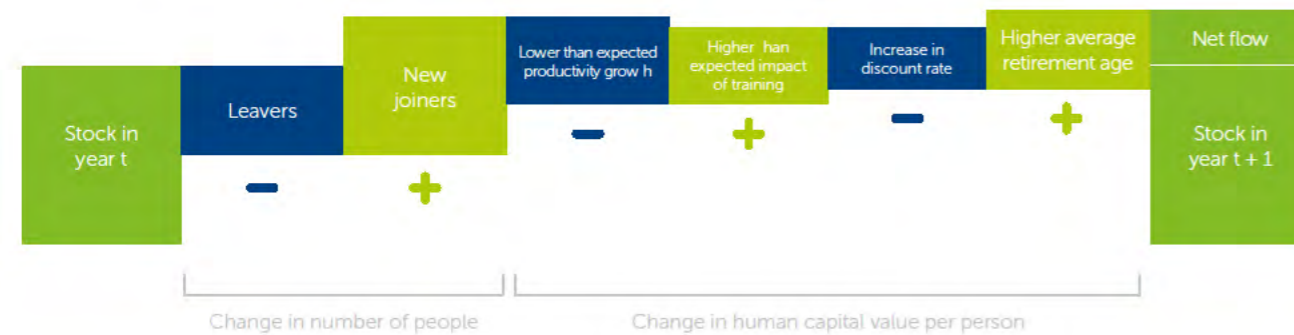 Stock in
year t
Leavers
New
joiners
Lower than expected
productivity grow h
Higher  han
expected impact
of training
Increase in
discount rate
Higher average
retirement age
Net flow
Stock in
year t + 1
Change in number of people
Change in human capital value per person